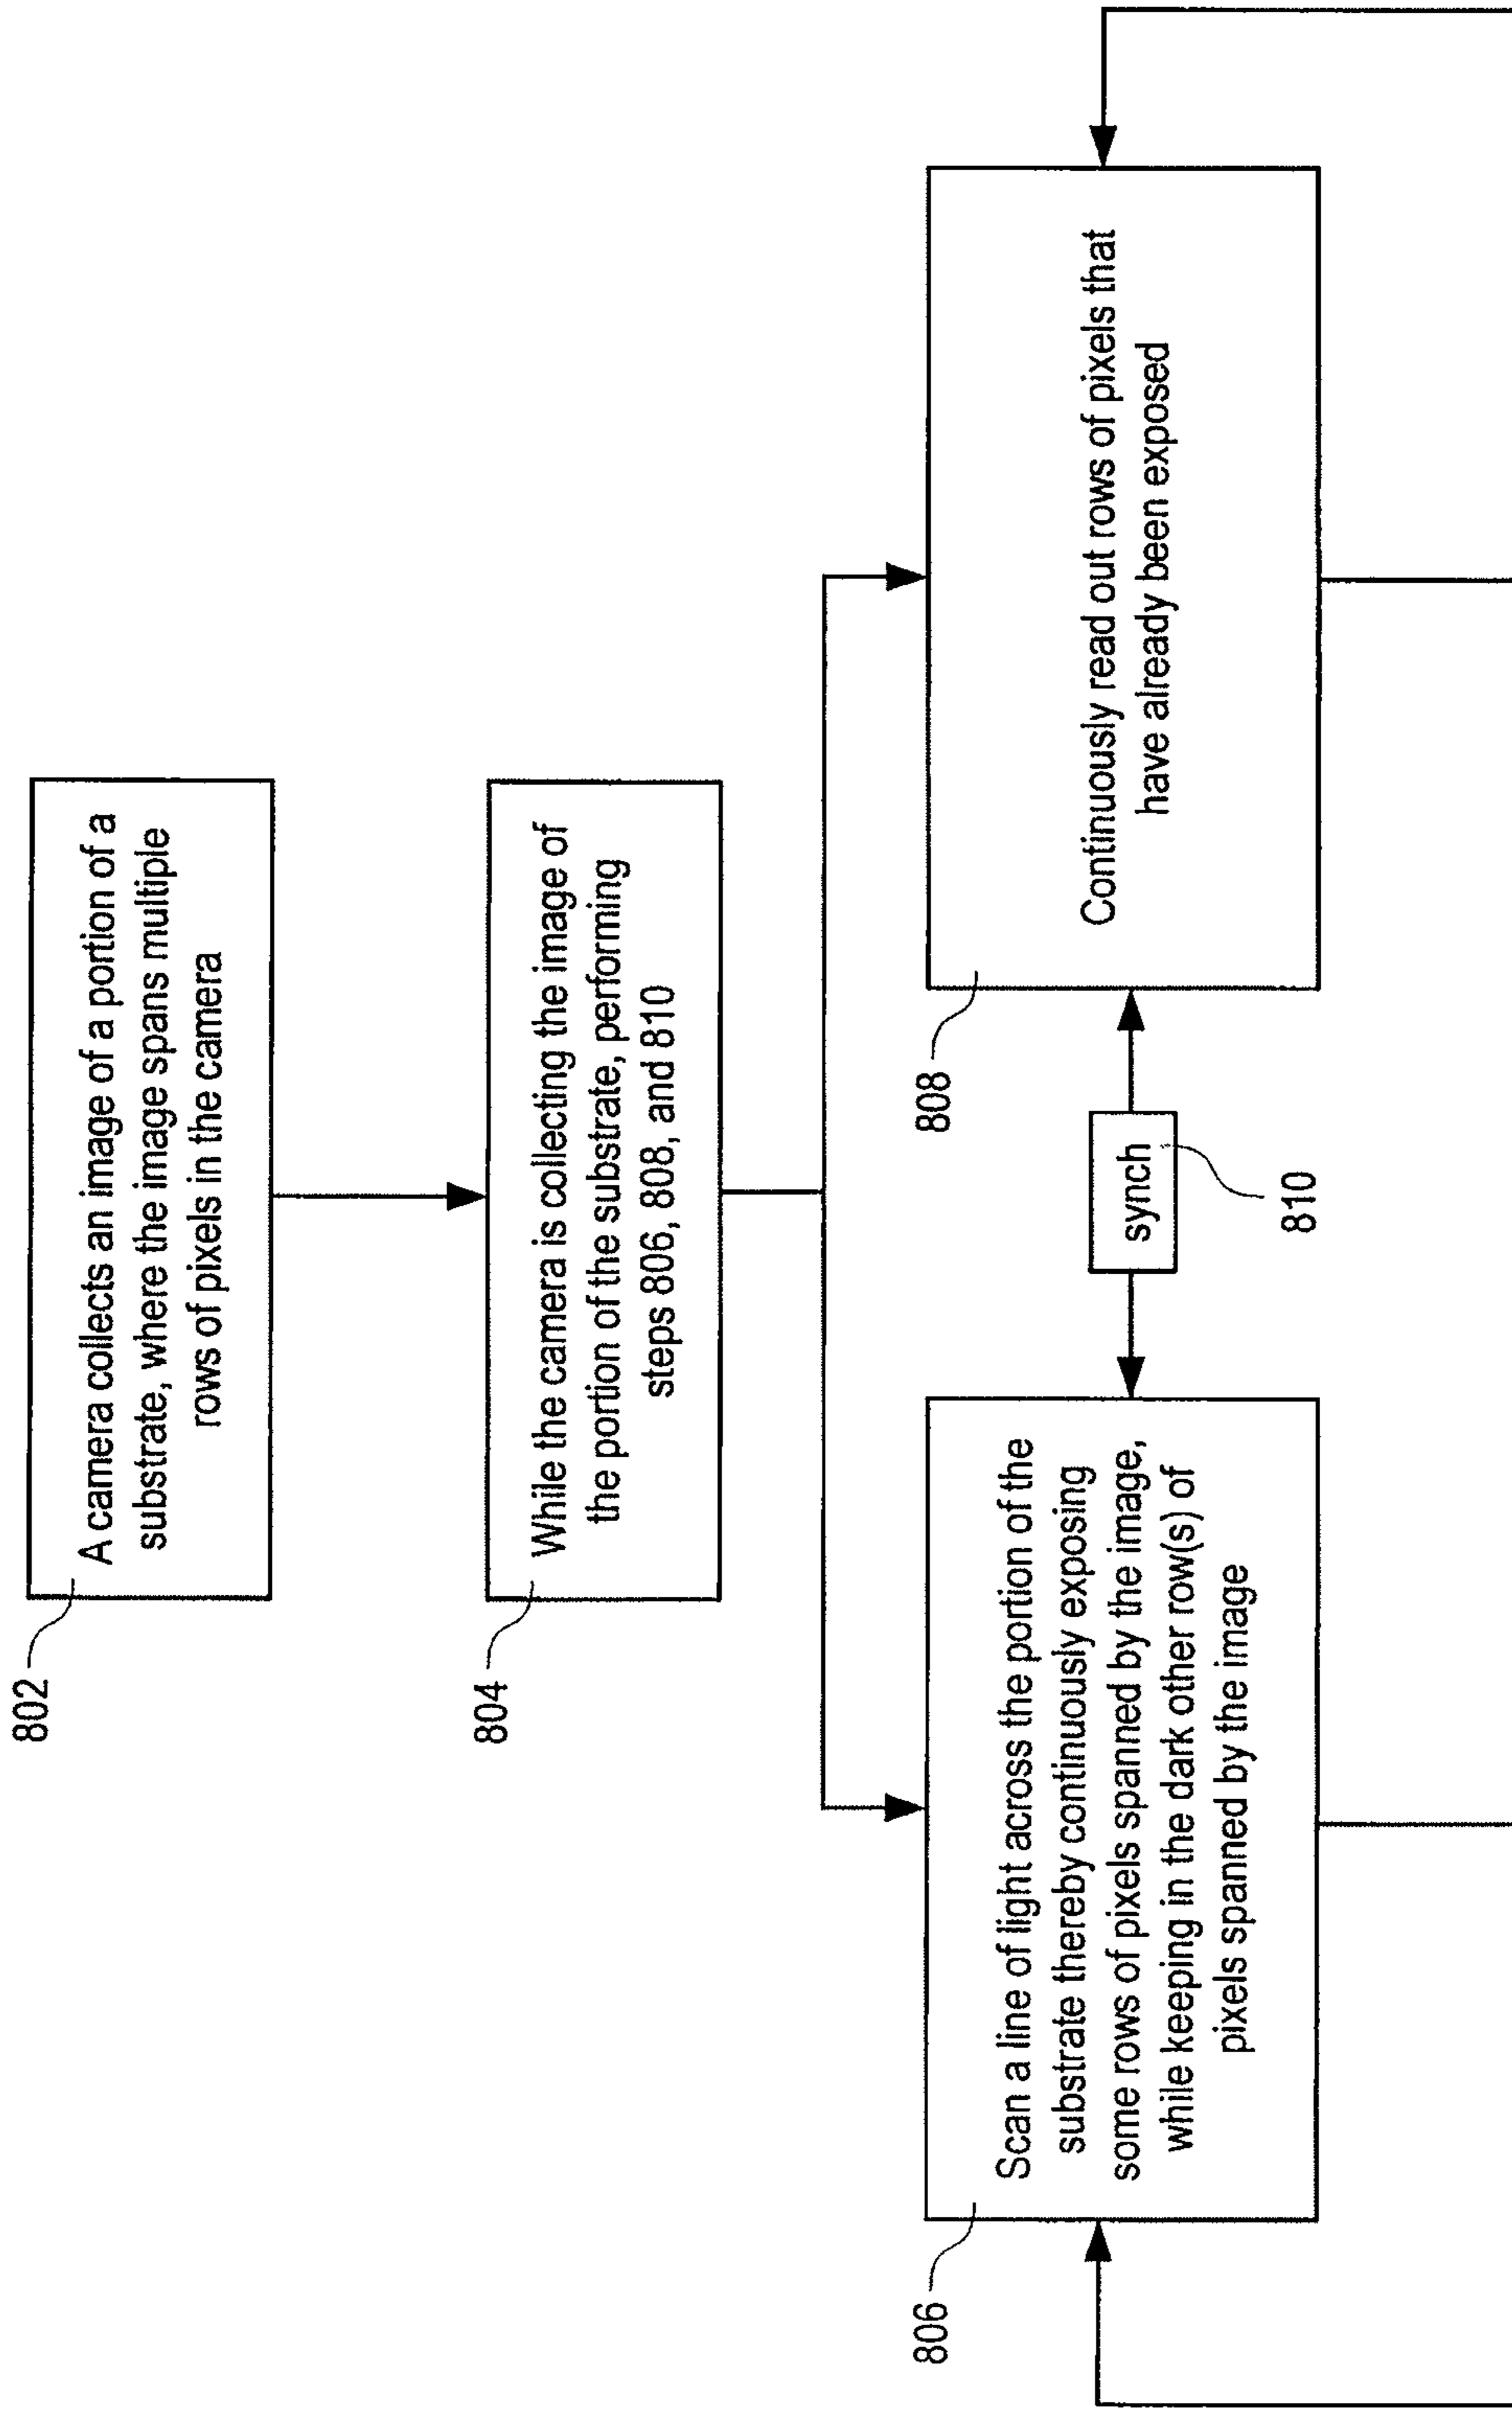 802
A camera collects an image of a portion of a
substrate, where the image spans multiple
rows of pixels in the camera
804
While the camera is collecting the image of
the portion of the substrate, performing
steps 806, 808, and 810
806
Scan a line of light across the portion of the
substrate thereby continuously exposing
some rows of pixels spanned by the image,
while keeping in the dark other row(s) of
pixels spanned by the image
synch
810
808
Continuously read out rows of pixels that
have already been exposed